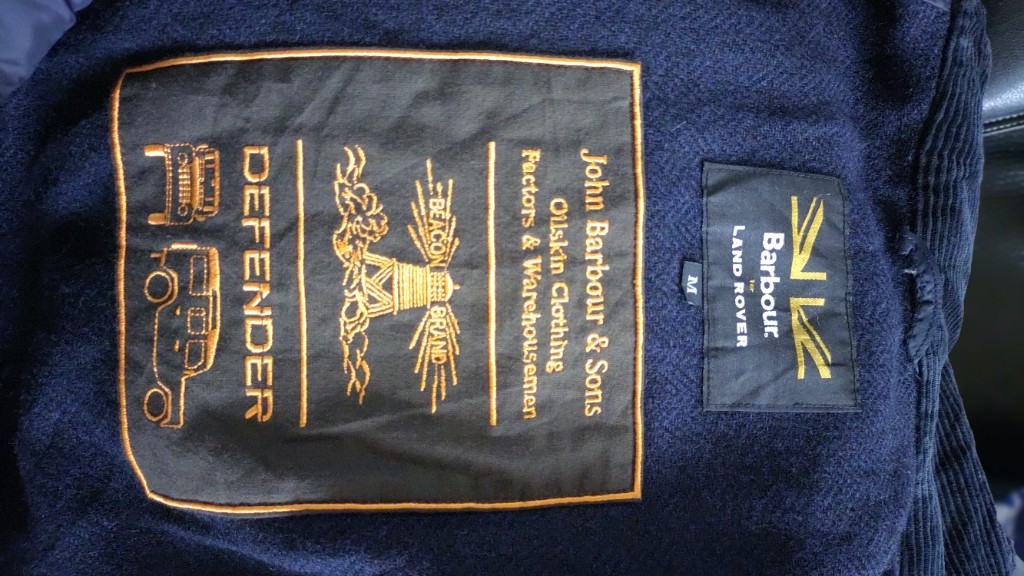 Barbour
for
LAND ROVER
M
John Barbour & Sons
Oilskin Clothing
Factors & Warehousemen
BEACON BRAND
DEFENDER